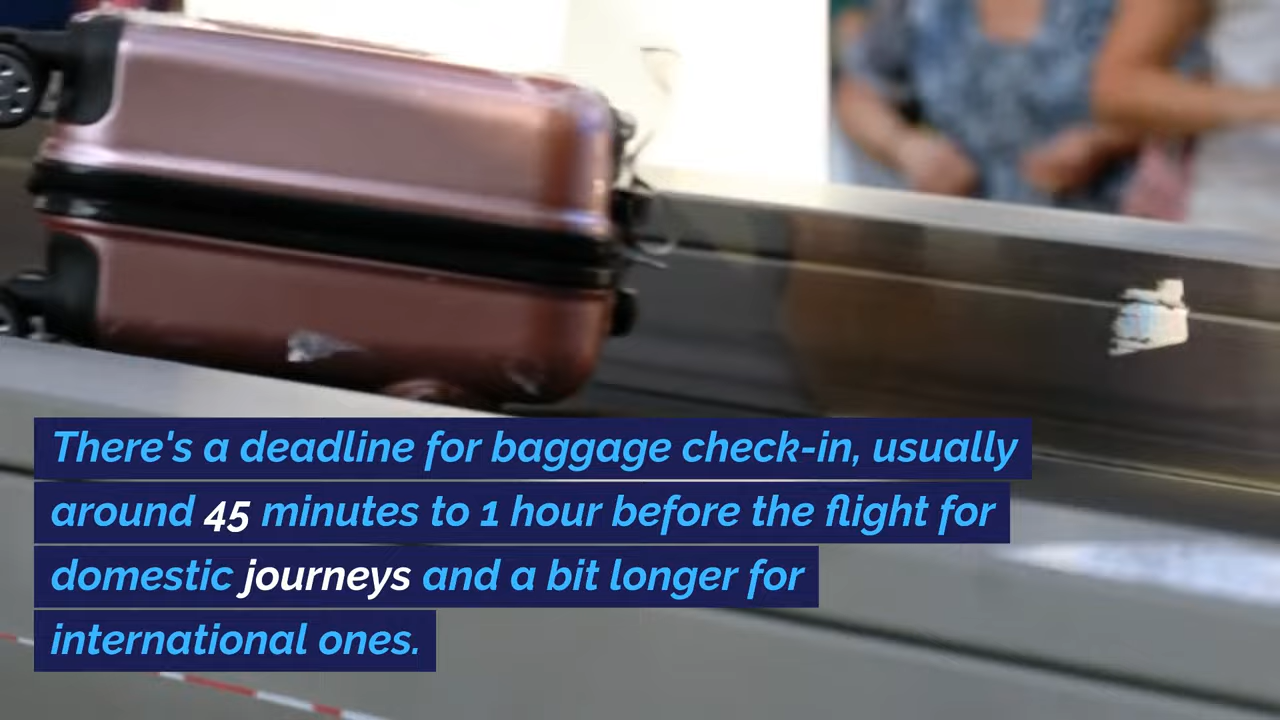 There's a deadline for baggage check-in, usually
around 45 minutes to 1 hour before the flight for
domestic journeys and a bit longer for
international ones.